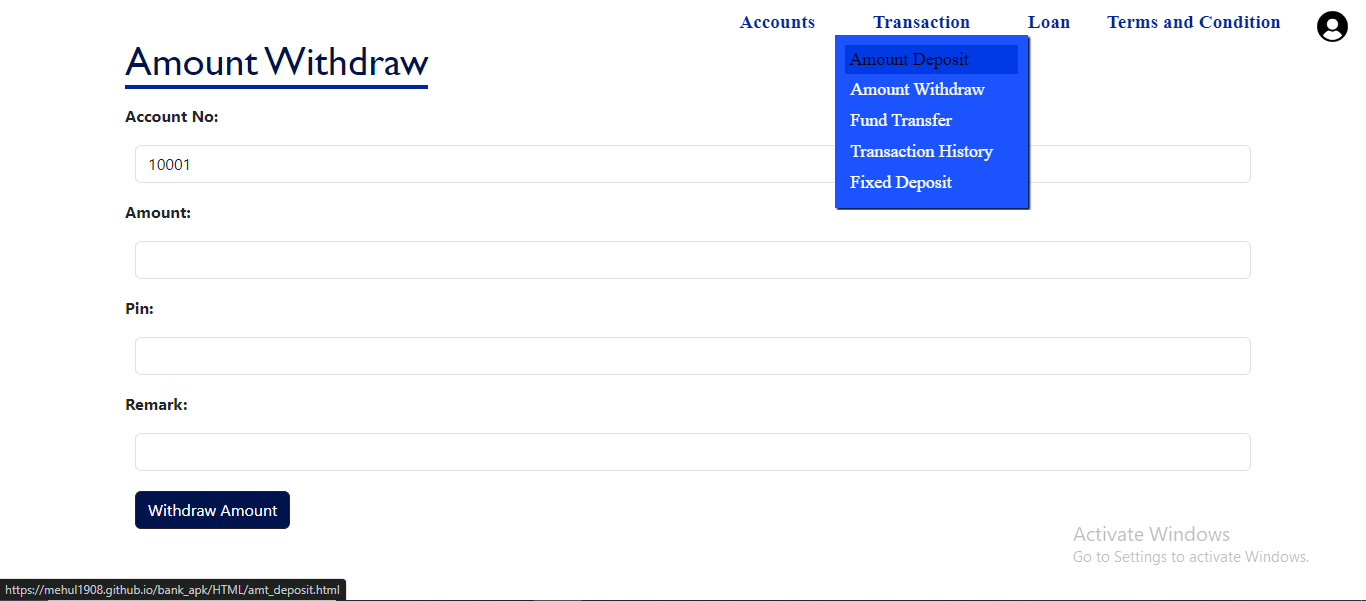 Accounts Transaction Loan Terms and Condition
Amount Withdraw
Amount Deposit
Amount Withdraw
Fund Transfer
Transaction History
Fixed Deposit
Account No:
10001
Amount:
Pin:
Remark:
Withdraw Amount
Activate Windows
Go to Settings to activate Windows.
https://mehul1908.github.io/bank_apk/HTML/amt_deposit.html